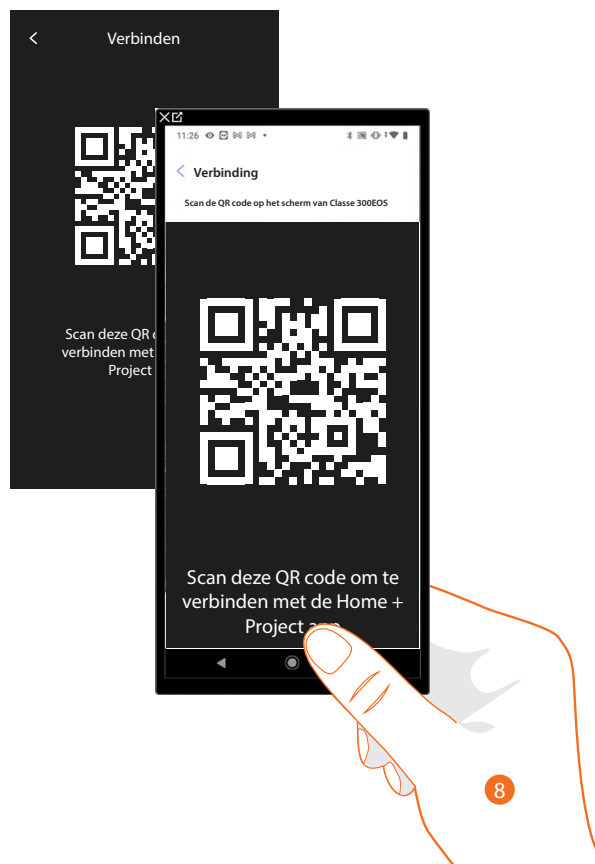 Verbinden
Scan deze QR
verbinden met
Project
11:26
Verbinding
Scan de QR code op het scherm van Classe 300EOS
Scan deze QR code om te
verbinden met de Home +
Project
8